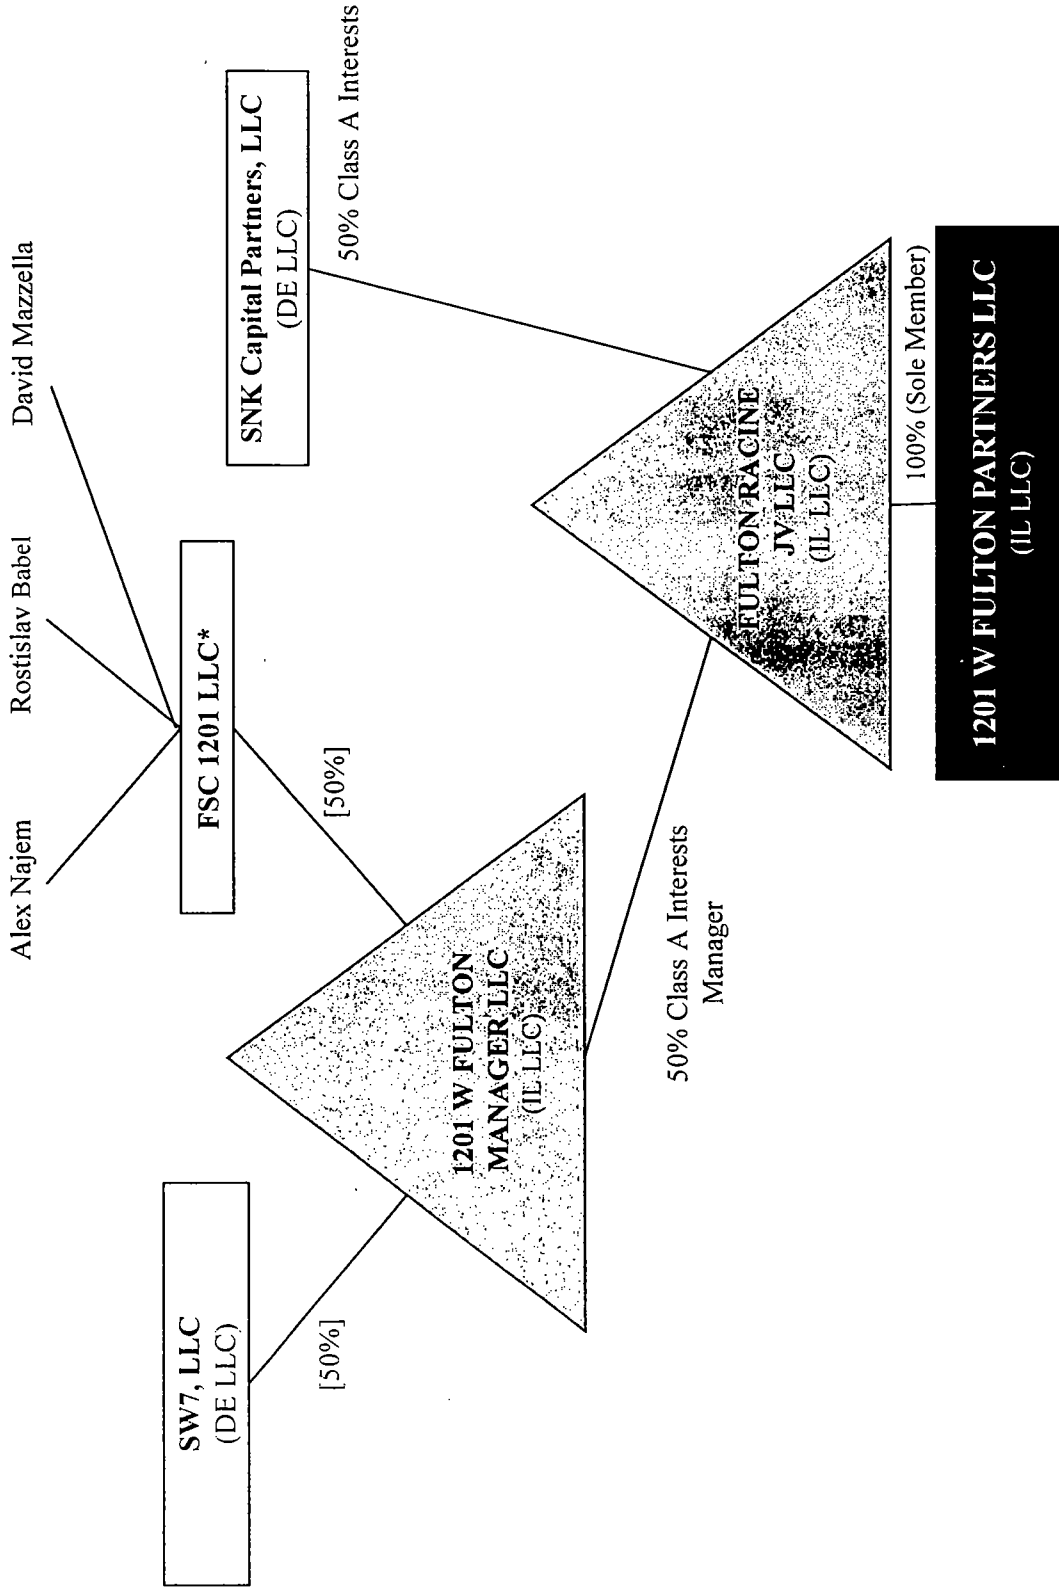 Alex Najem
Rostislav Babel
David Mazzella
SW7, LLC
(DE LLC)
FSC 1201 LLC*
SNK Capital Partners, LLC
(DE LLC)
[50%]
[50%]
50% Class A Interests
1201 W FULTON
MANAGER LLC
(IL LLC)
50% Class A Interests
Manager
FULTON RACINE
JV LLC
(IL LLC)
100% (Sole Member)
1201 W FULTON PARTNERS LLC
(IL LLC)